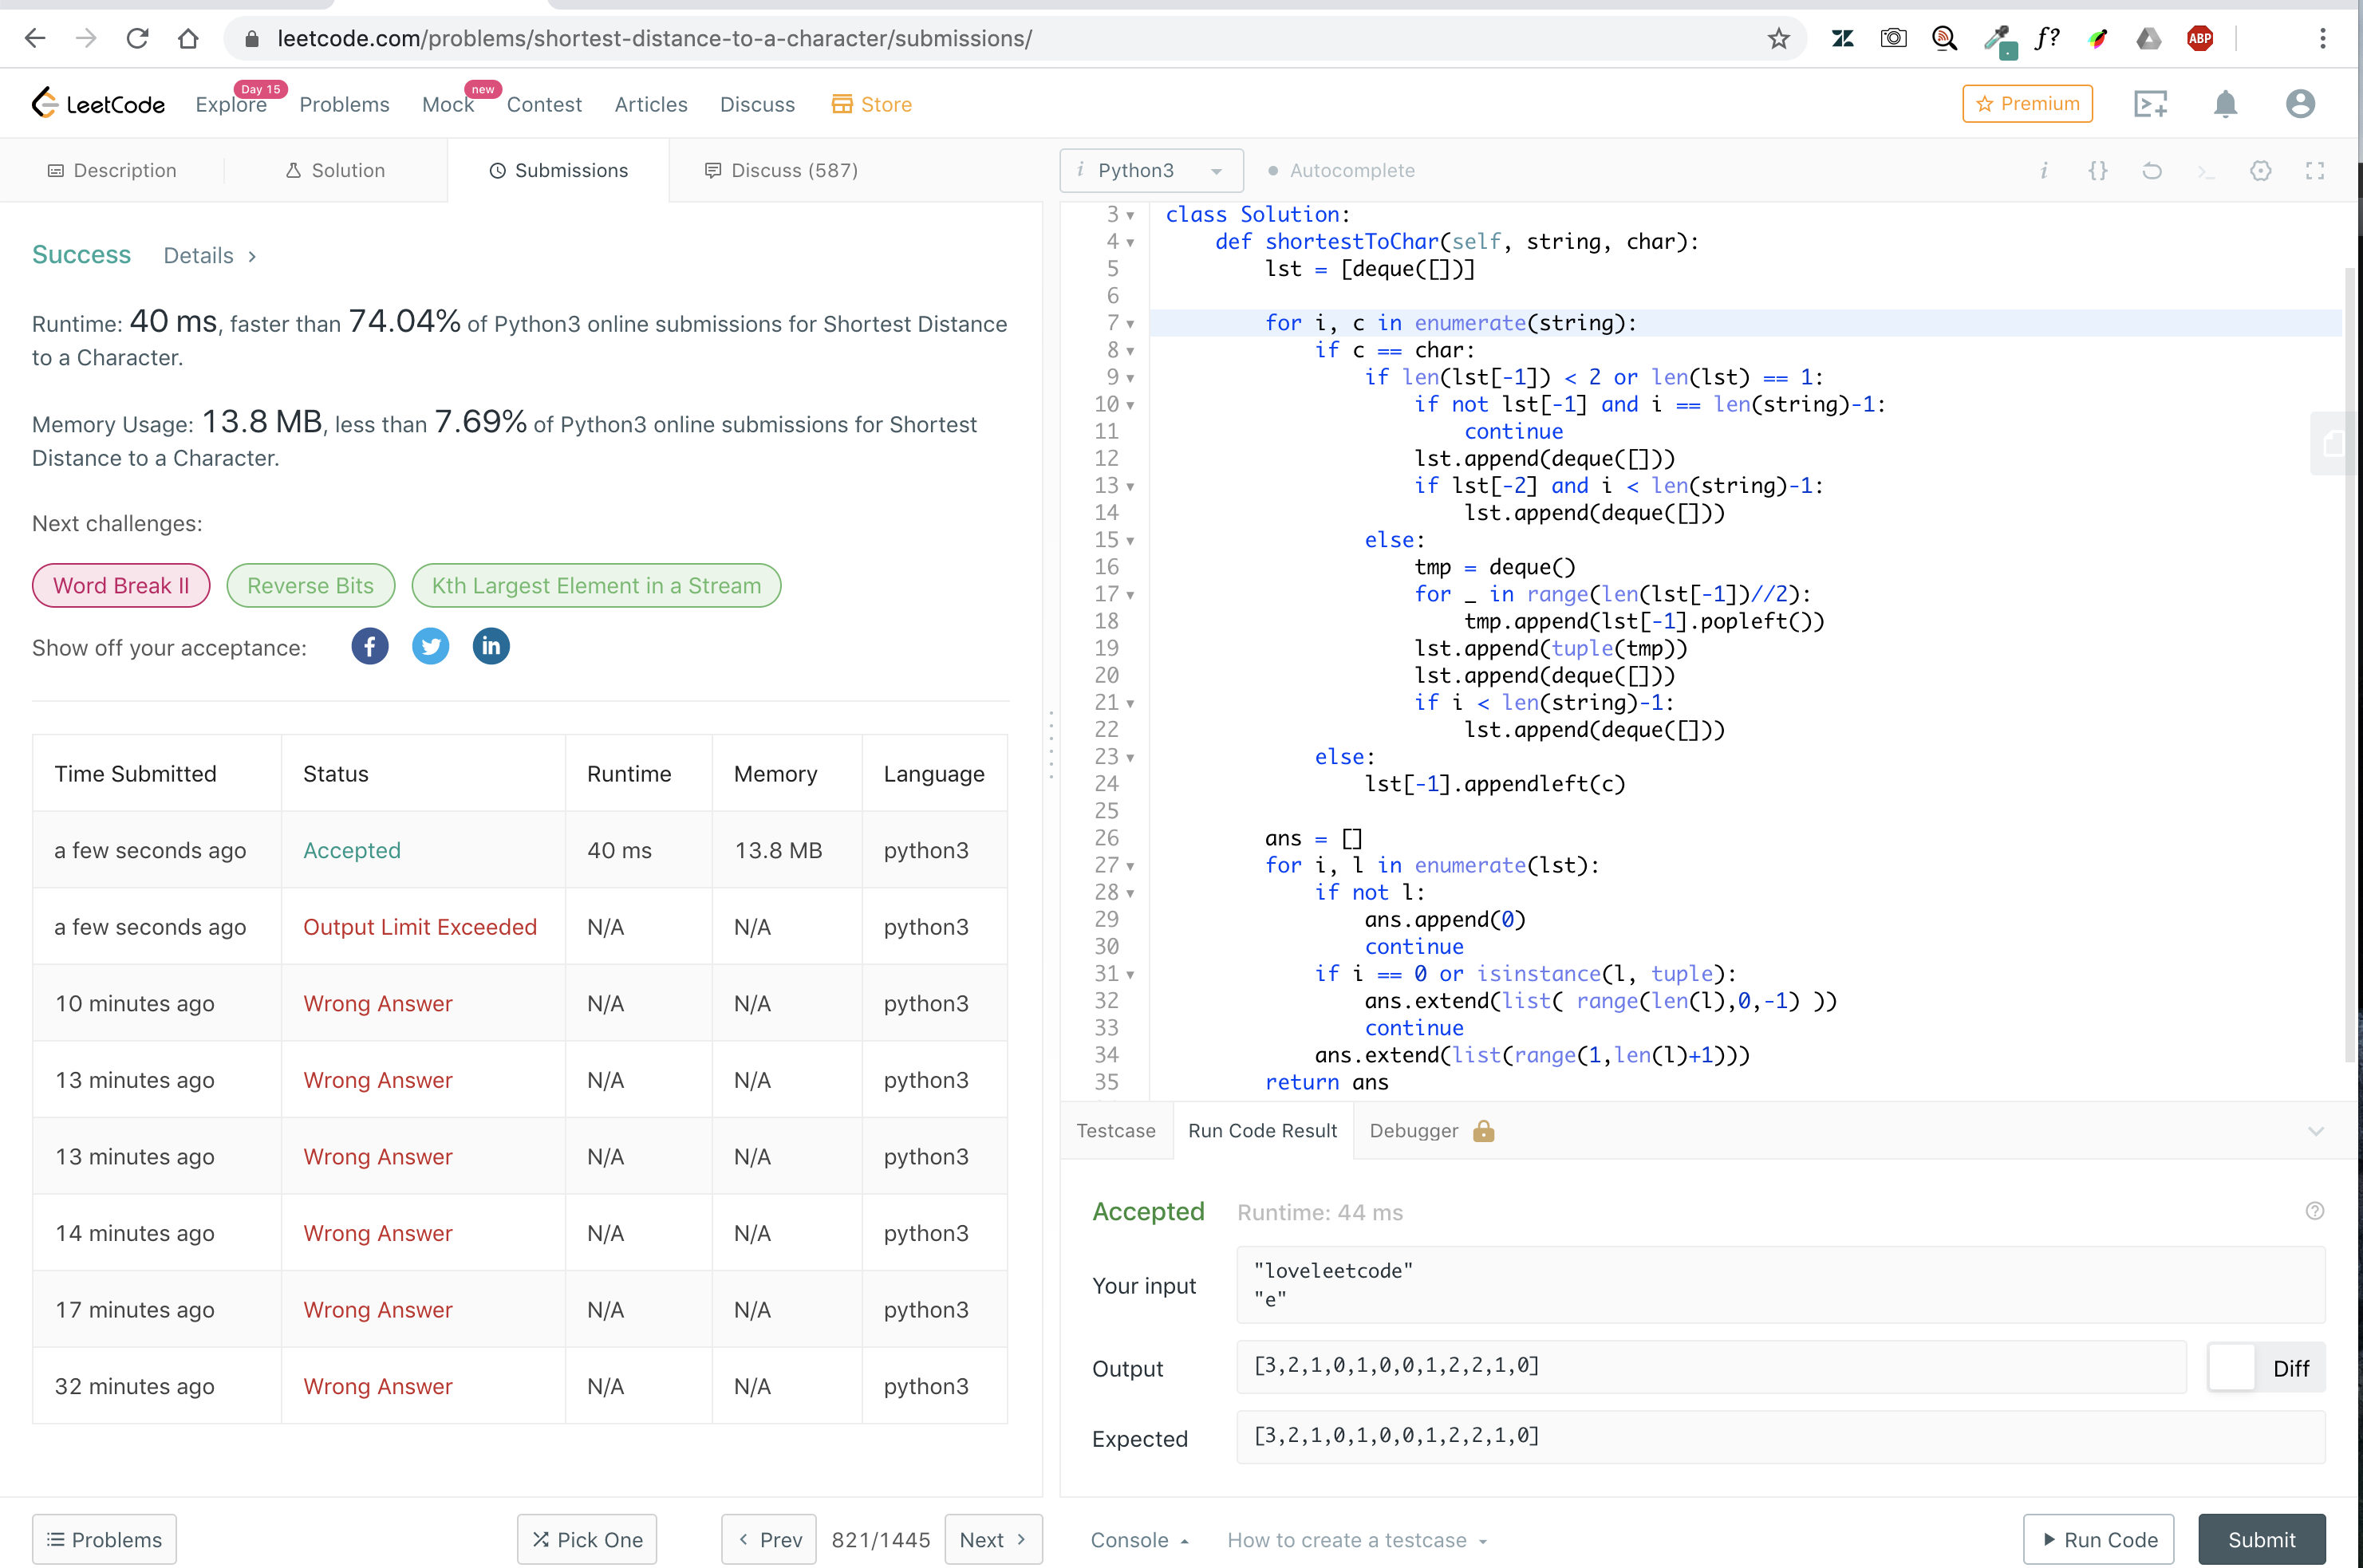 leetcode.com/problems/shortest-distance-to-a-character/submissions/
ABP
LeetCode
Explore
Day 15
Problems
Mock
new
Contest
Articles
Discuss
Store
Premium
Description
Solution
Submissions
Discuss (587)
i Python3
Autocomplete
Success
Details
Runtime: 40 ms, faster than 74.04% of Python3 online submissions for Shortest Distance
to a Character.
Memory Usage: 13.8 MB, less than 7.69% of Python3 online submissions for Shortest
Distance to a Character.
Next challenges:
Word Break II
Reverse Bits
Kth Largest Element in a Stream
Show off your acceptance:
Time Submitted Status Runtime Memory Language
a few seconds ago Accepted 40 ms 13.8 MB python3
a few seconds ago Output Limit Exceeded N/A N/A python3
10 minutes ago Wrong Answer N/A N/A python3
13 minutes ago Wrong Answer N/A N/A python3
13 minutes ago Wrong Answer N/A N/A python3
14 minutes ago Wrong Answer N/A N/A python3
17 minutes ago Wrong Answer N/A N/A python3
32 minutes ago Wrong Answer N/A N/A python3
3 class Solution:
4     def shortestToChar(self, string, char):
5         lst = [deque([])]
6
7         for i, c in enumerate(string):
8             if c == char:
9                 if len(lst[-1]) < 2 or len(lst) == 1:
10                     if not lst[-1] and i == len(string)-1:
11                         continue
12                     lst.append(deque([]))
13                     if lst[-2] and i < len(string)-1:
14                         lst.append(deque([]))
15                 else:
16                     tmp = deque()
17                     for _ in range(len(lst[-1])//2):
18                         tmp.append(lst[-1].popleft())
19                     lst.append(tuple(tmp))
20                     lst.append(deque([]))
21                     if i < len(string)-1:
22                         lst.append(deque([]))
23             else:
24                 lst[-1].appendleft(c)
25
26         ans = []
27         for i, l in enumerate(lst):
28             if not l:
29                 ans.append(0)
30                 continue
31             if i == 0 or isinstance(l, tuple):
32                 ans.extend(list( range(len(l),0,-1) ))
33                 continue
34             ans.extend(list(range(1,len(l)+1)))
35         return ans
Testcase
Run Code Result
Debugger
Accepted
Runtime: 44 ms
Your input
"loveleetcode"
"e"
Output
[3,2,1,0,1,0,0,1,2,2,1,0]
Diff
Expected
[3,2,1,0,1,0,0,1,2,2,1,0]
Problems
Pick One
Prev
821/1445
Next
Console
How to create a testcase
Run Code
Submit